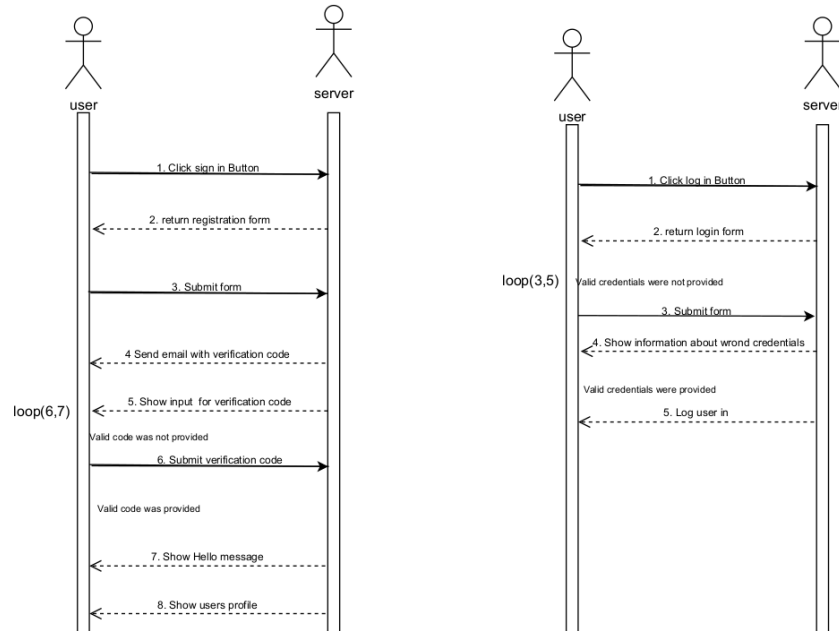 user
server
1. Click sign in Button
2. return registration form
3. Submit form
4 Send email with verification code
5. Show input for verification code
loop(6,7)
Valid code was not provided
6. Submit verification code
Valid code was provided
7. Show Hello message
8. Show users profile
user
server
1. Click log in Button
2. return login form
loop(3,5)
Valid credentials were not provided
3. Submit form
4. Show information about wrond credentials
Valid credentials were provided
5. Log user in